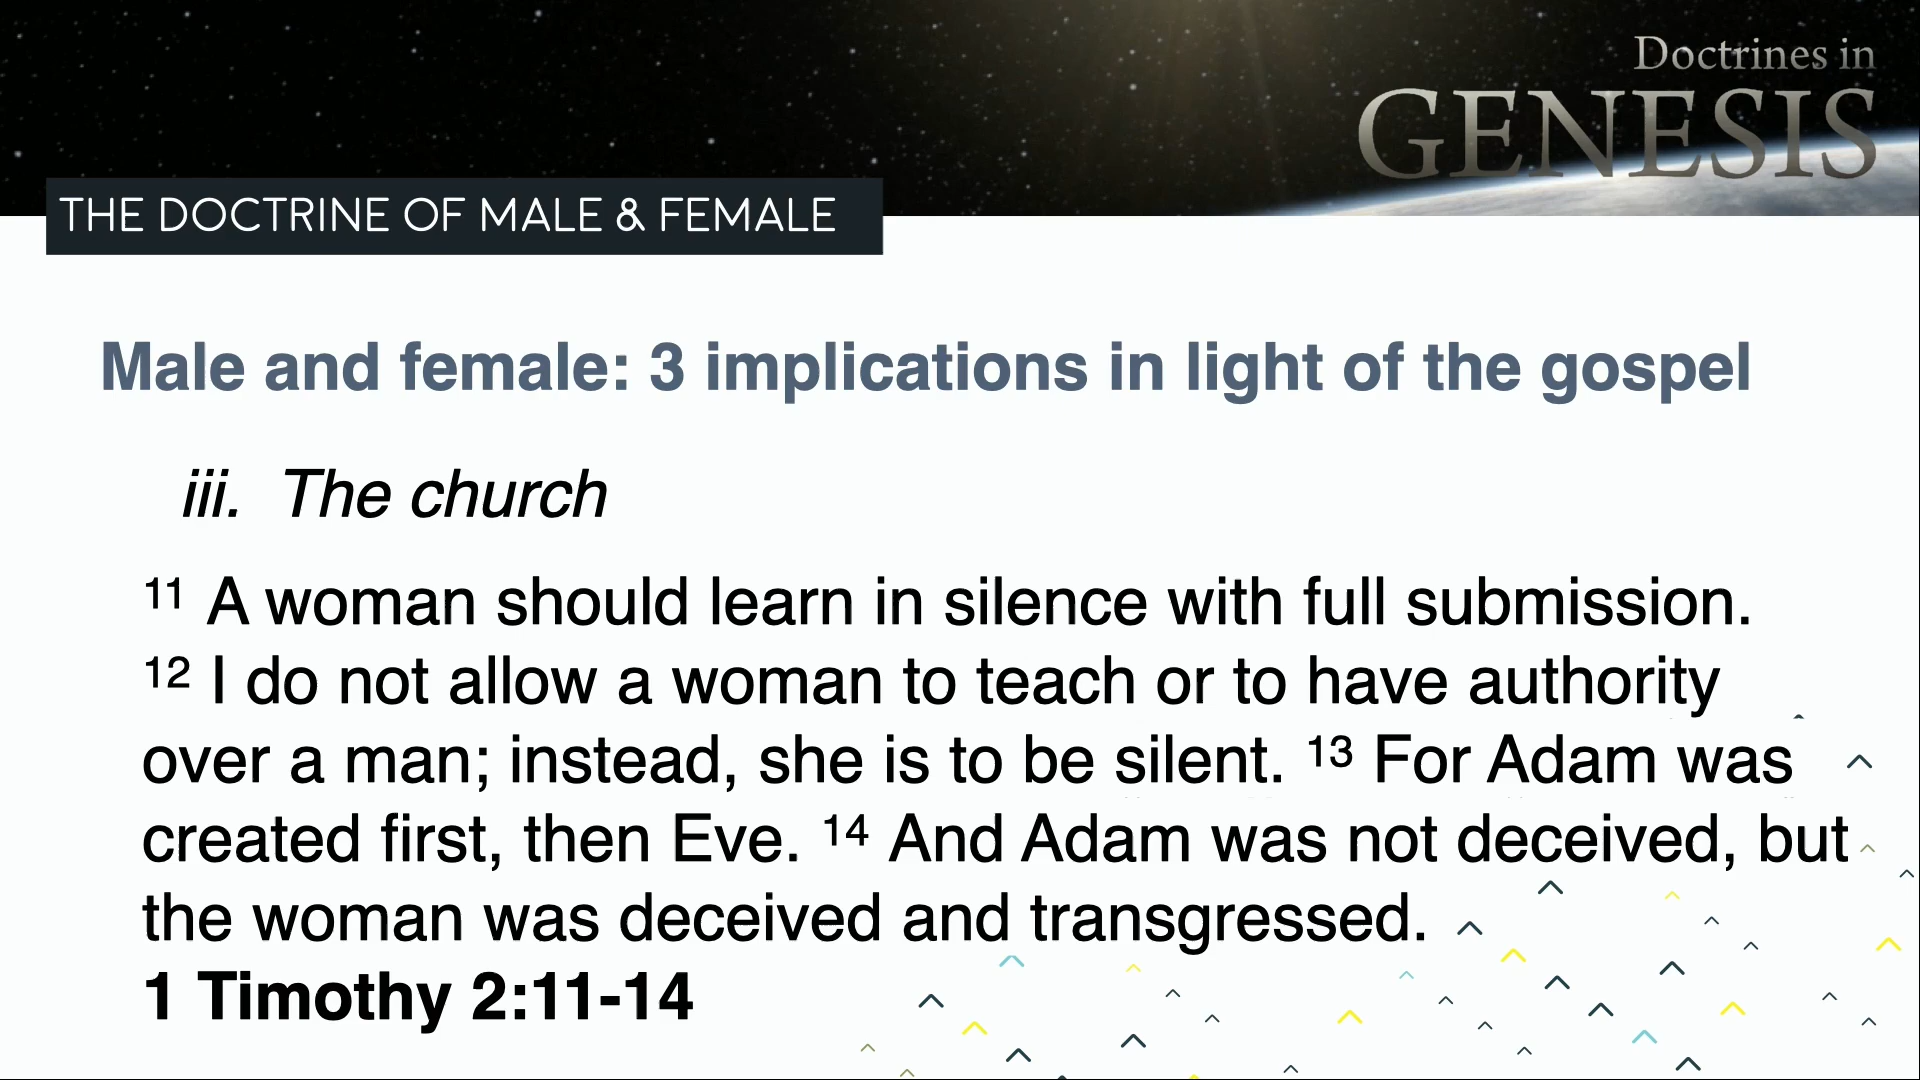 Doctrines in
GENESIS
THE DOCTRINE OF MALE & FEMALE
Male and female: 3 implications in light of the gospel
iii. The church
11 A woman should learn in silence with full submission.
12 I do not allow a woman to teach or to have authority
over a man; instead, she is to be silent. 13 For Adam was
created first, then Eve. 14 And Adam was not deceived, but
the woman was deceived and transgressed.
1 Timothy 2:11-14